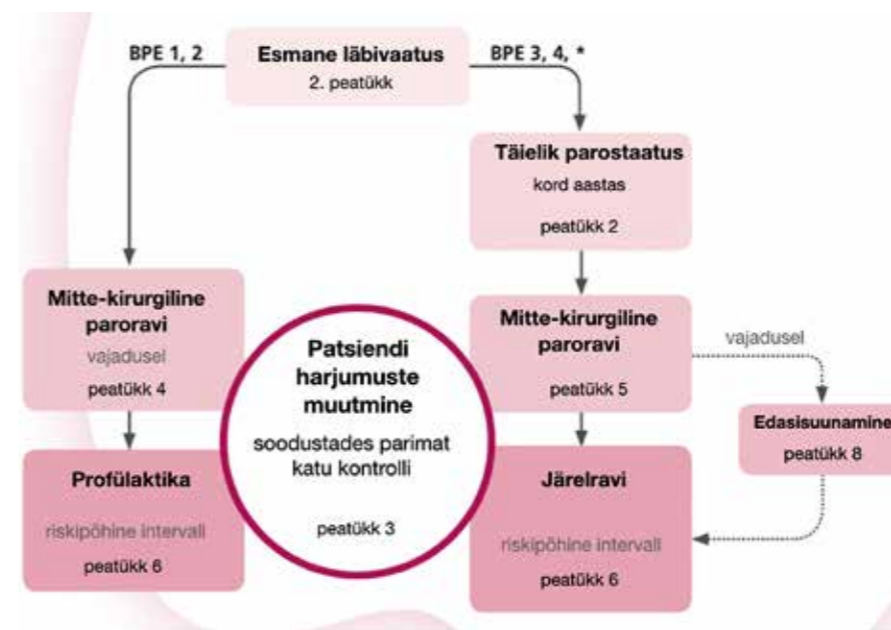 BPE 1, 2
Esmane läbivaatus
2. peatükk
BPE 3, 4, *
Täielik parostaatus
kord aastas
peatükk 2
Mitte-kirurgiline
paroravi
vajadusel
peatükk 4
Patsiendi
harjumuste
muutmine
soodustades parimat
katu kontrolli
peatükk 3
Mitte-kirurgiline
paroravi
peatükk 5
vajadusel
Edasisuunamine
peatükk 8
Profülaktika
riskipõhine intervall
peatükk 6
Järelravi
riskipõhine intervall
peatükk 6